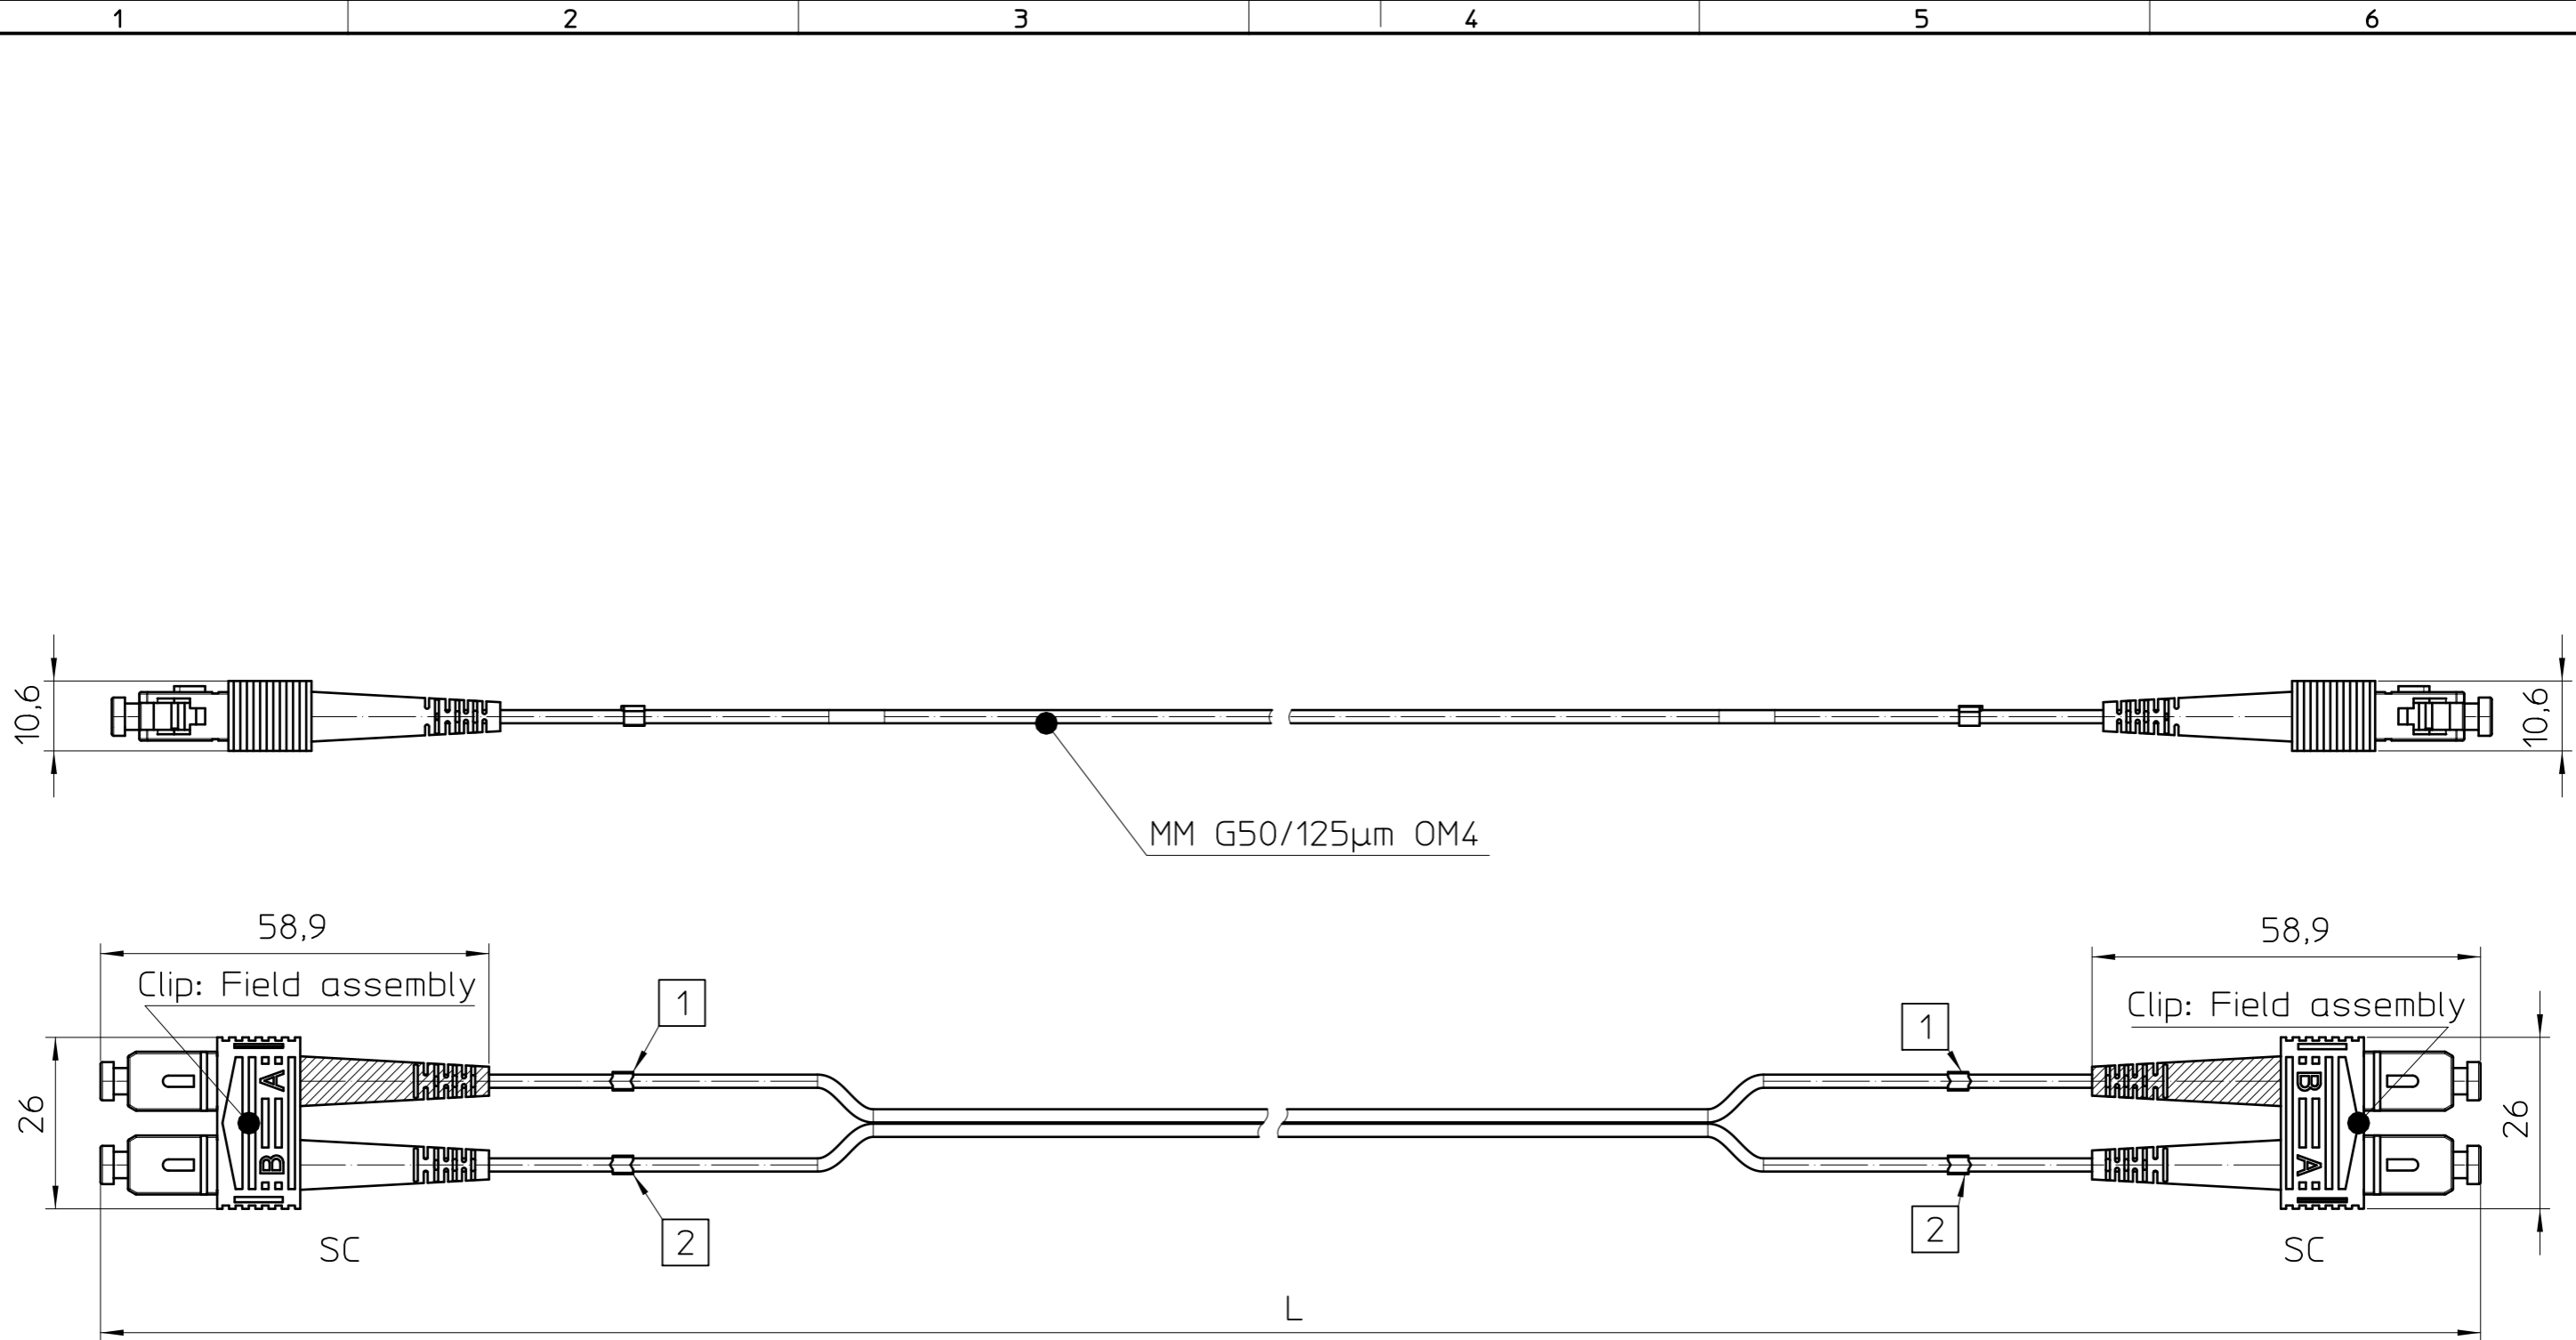 1 2 3 4 5 6
10,6 10,6
MM G50/125µm OM4
58,9 58,9
Clip: Field assembly 1 1 Clip: Field assembly
26 A B B A 26
2 2
SC SC
L